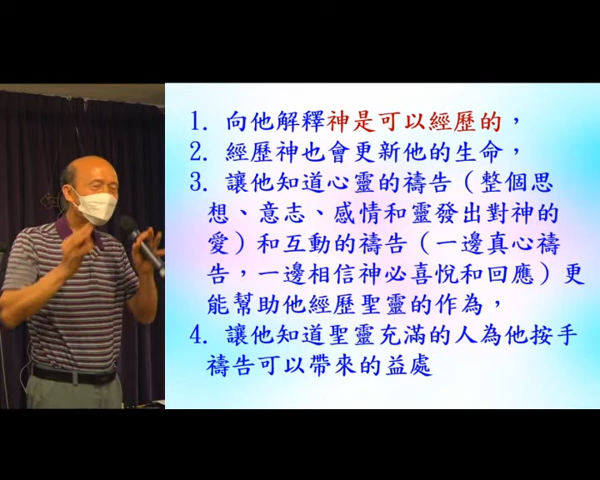 1. 向他解釋神是可以經歷的，
2. 經歷神也會更新他的生命，
3. 讓他知道心靈的禱告（整個思
想、意志、感情和靈發出對神的
愛）和互動的禱告（一邊真心禱
告，一邊相信神必喜悅和回應）更
能幫助他經歷聖靈的作為，
4. 讓他知道聖靈充滿的人為他按手
禱告可以帶來的益處